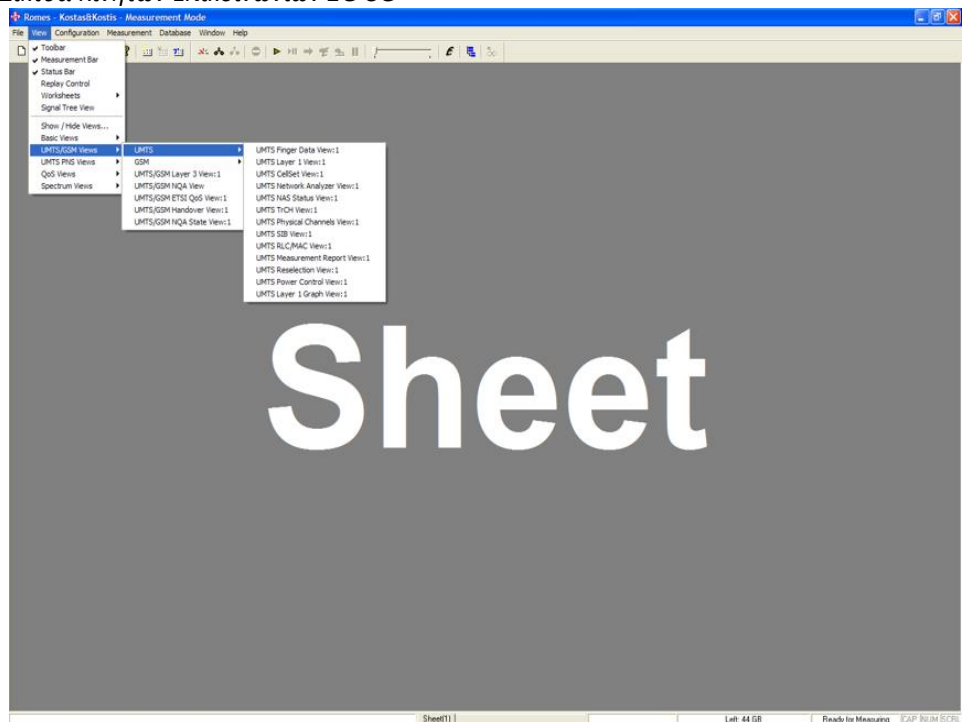 Romes - Kostas&Kostis - Measurement Mode
File View Configuration Measurement Database Window Help
Toolbar
Measurement Bar
Status Bar
Replay Control
Worksheets
Signal Tree View
Show / Hide Views...
Basic Views
UMTS/GSM Views
UMTS PNS Views
QoS Views
Spectrum Views
UMTS
GSM
UMTS/GSM Layer 3 View:1
UMTS/GSM NQA View
UMTS/GSM ETSI QoS View:1
UMTS/GSM Handover View:1
UMTS/GSM NQA State View:1
UMTS Finger Data View:1
UMTS Layer 1 View:1
UMTS CellSet View:1
UMTS Network Analyzer View:1
UMTS NAS Status View:1
UMTS TrCH View:1
UMTS Physical Channels View:1
UMTS SIB View:1
UMTS RLC/MAC View:1
UMTS Measurement Report View:1
UMTS Reselection View:1
UMTS Power Control View:1
UMTS Layer 1 Graph View:1
Sheet
Sheet(1) Left: 44 GB Ready for Measuring CAP NUM SCRL